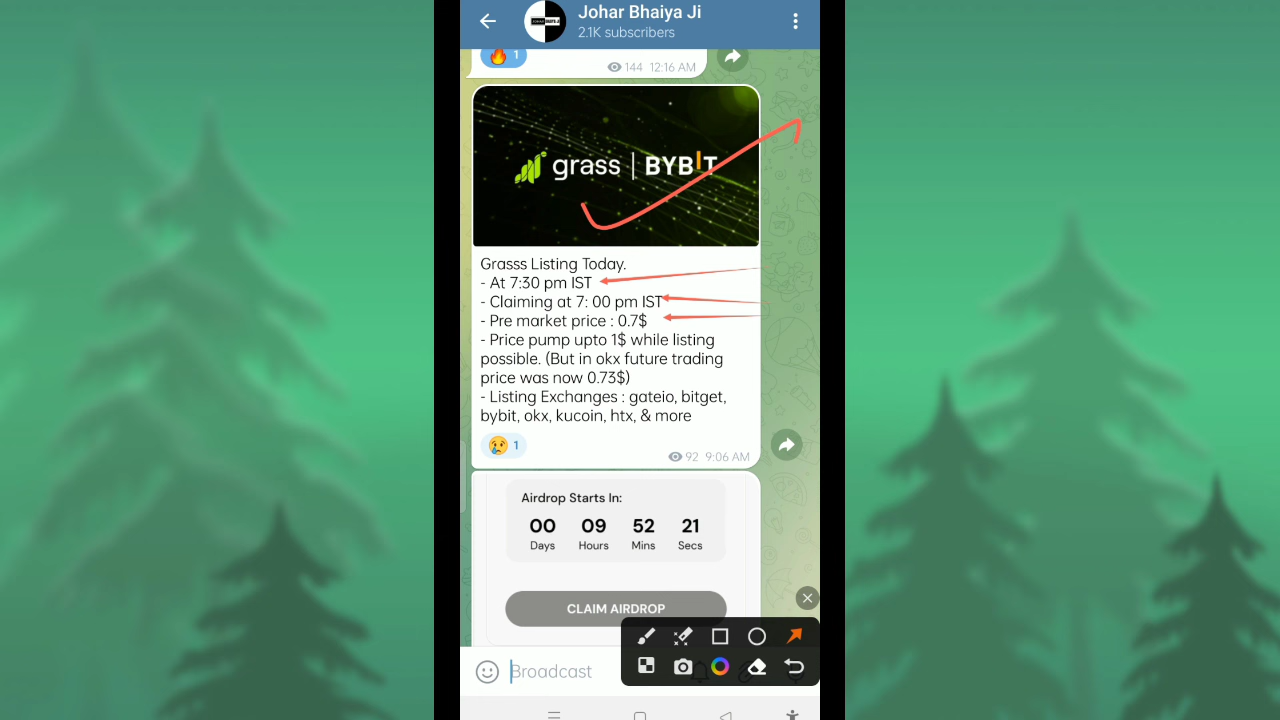 Johar Bhaiya Ji
2.1K subscribers
1
144 12:16 AM
grass | BYBIT
Grasss Listing Today.
- At 7:30 pm IST
- Claiming at 7: 00 pm IST
- Pre market price : 0.7$
- Price pump upto 1$ while listing
possible. (But in okx future trading
price was now 0.73$)
- Listing Exchanges : gateio, bitget,
bybit, okx, kucoin, htx, & more
1
92 9:06 AM
Airdrop Starts In:
00 09 52 21
Days Hours Mins Secs
CLAIM AIRDROP
Broadcast